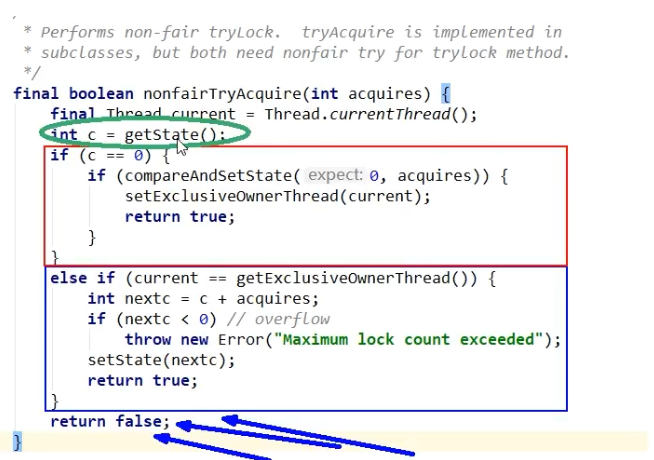 * Performs non-fair tryLock.  tryAcquire is implemented in
* subclasses, but both need nonfair try for trylock method.
*/
final boolean nonfairTryAcquire(int acquires) {
    final Thread current = Thread.currentThread();
    int c = getState();
    if (c == 0) {
        if (compareAndSetState( expect: 0, acquires)) {
            setExclusiveOwnerThread(current);
            return true;
        }
    }
    else if (current == getExclusiveOwnerThread()) {
        int nextc = c + acquires;
        if (nextc < 0) // overflow
            throw new Error("Maximum lock count exceeded");
        setState(nextc);
        return true;
    }
    return false;
}